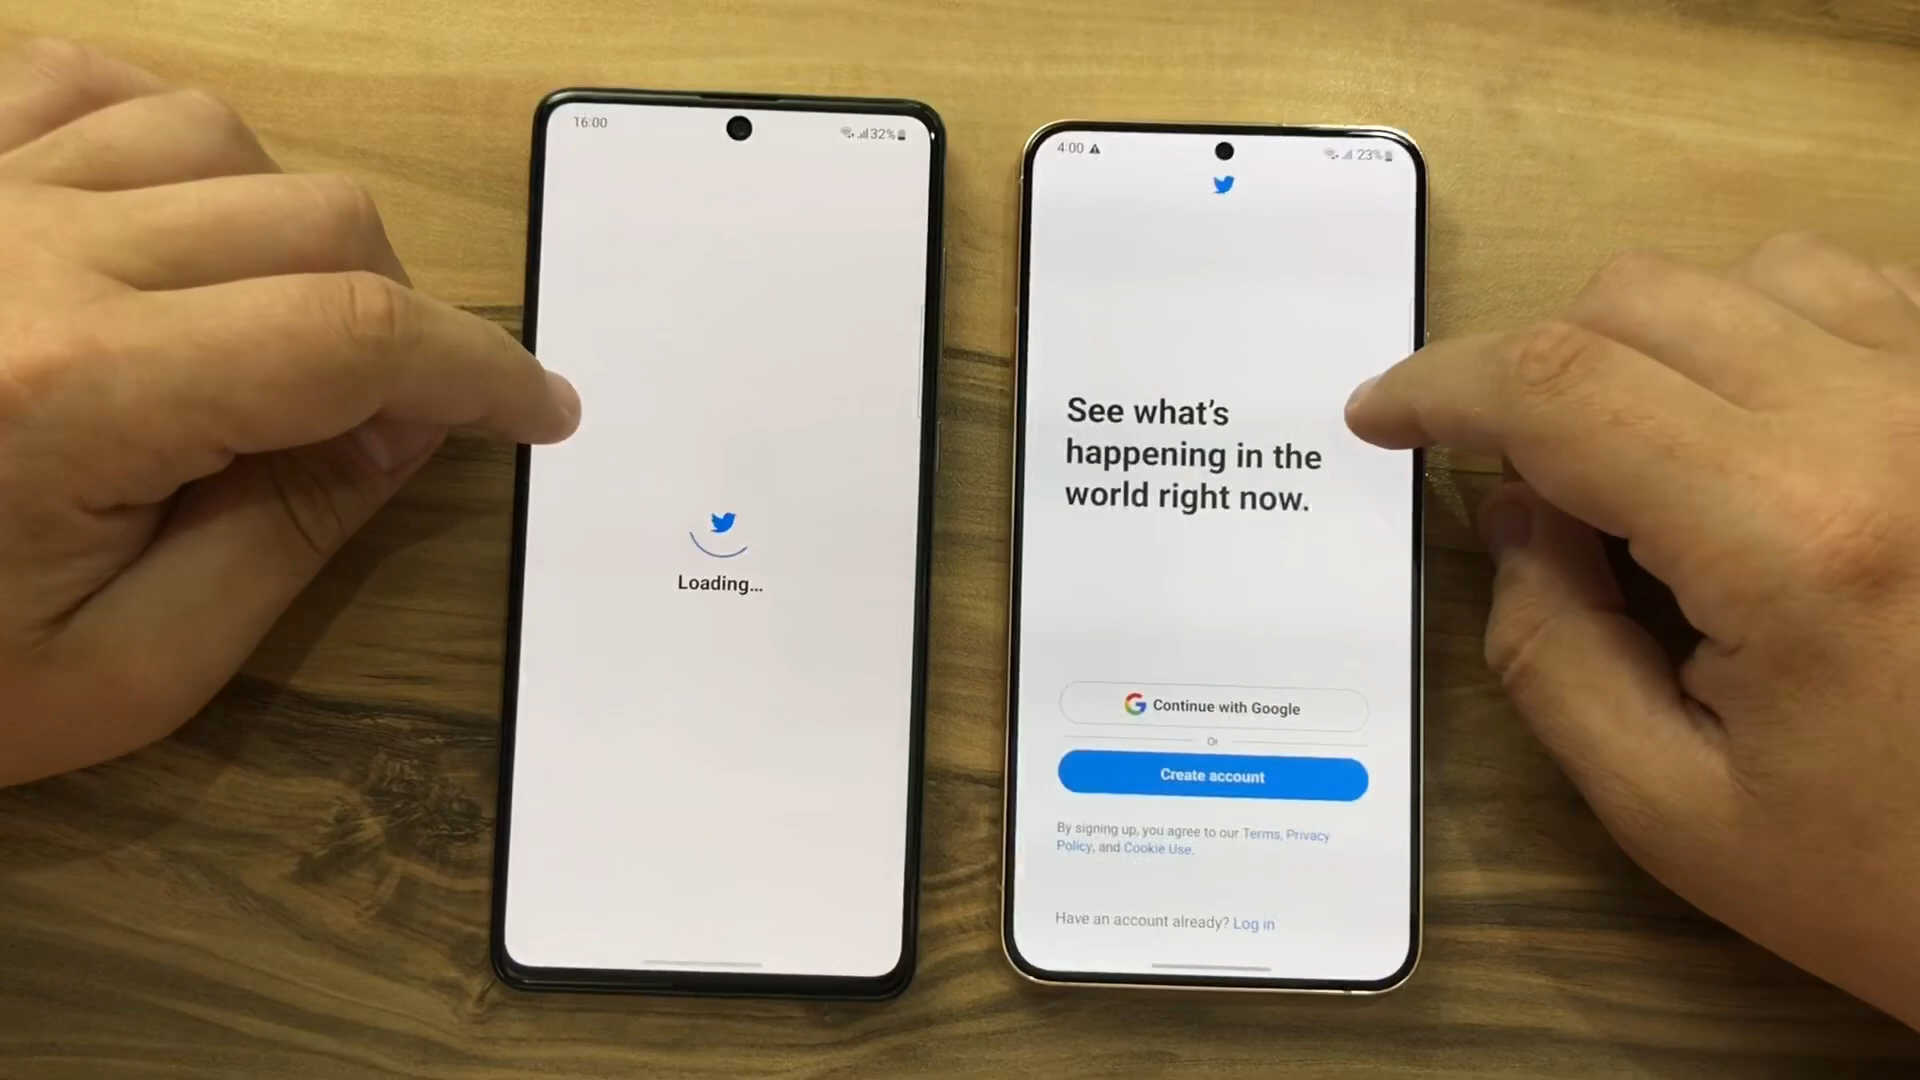 16:00
32%
Loading...
4:00
23%
See what's
happening in the
world right now.
Continue with Google
Or
Create account
By signing up, you agree to our Terms, Privacy
Policy, and Cookie Use.
Have an account already? Log in